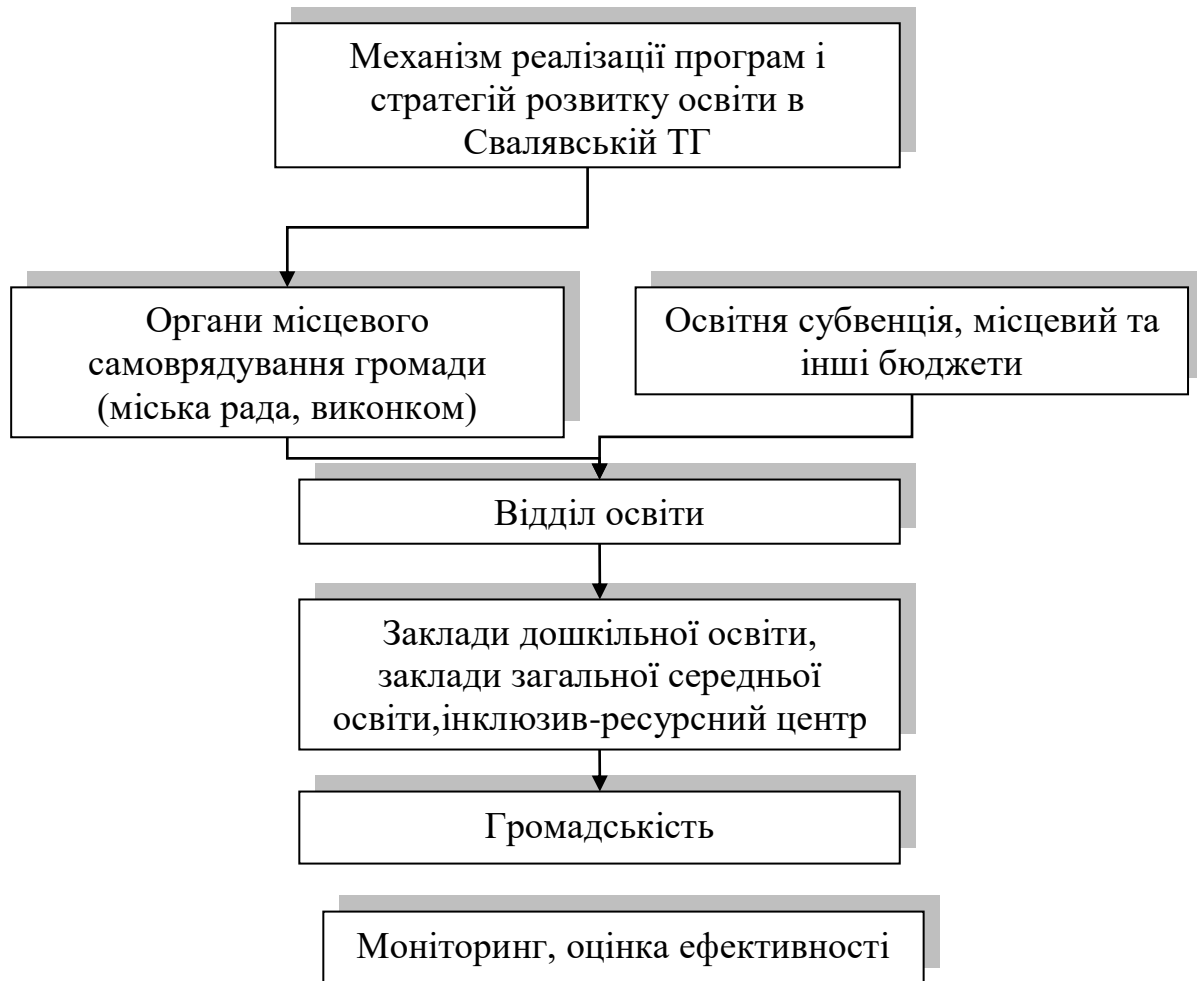 Механізм реалізації програм і
стратегій розвитку освіти в
Свалявській ТГ
Органи місцевого
самоврядування громади
(міська рада, виконком)
Освітня субвенція, місцевий та
інші бюджети
Відділ освіти
Заклади дошкільної освіти,
заклади загальної середньої
освіти,інклюзив-ресурсний центр
Громадськість
Моніторинг, оцінка ефективності